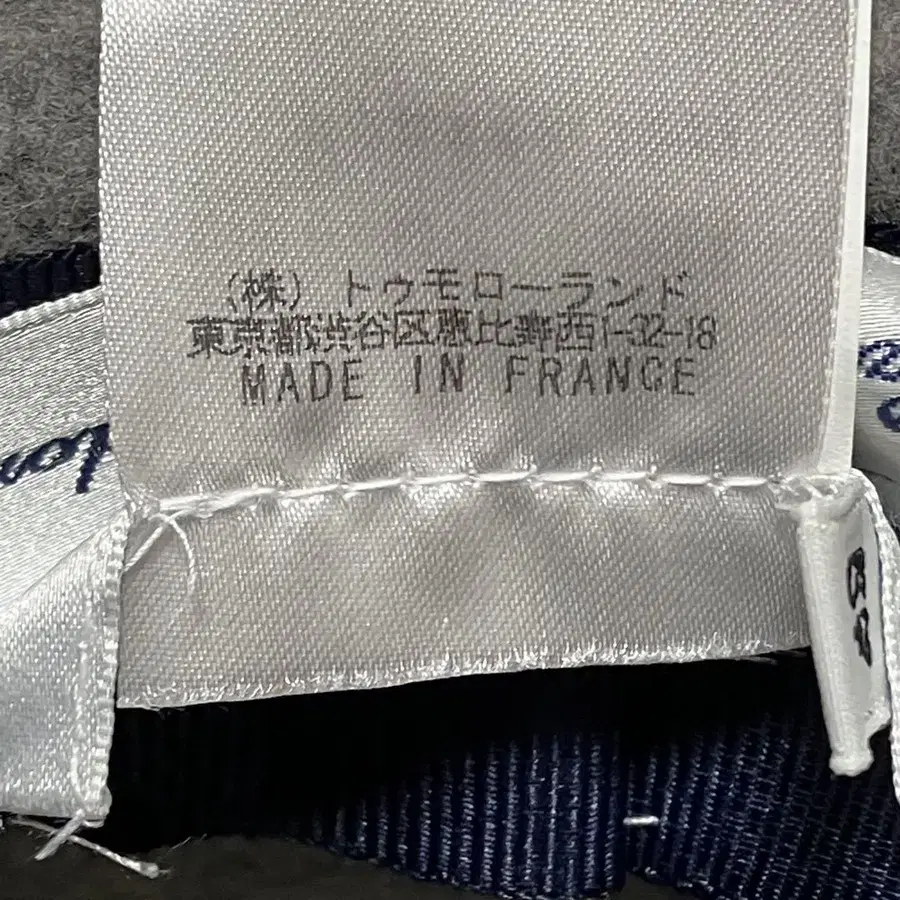 (株) トゥモローランド
東京都渋谷区恵比寿西1-32-18
MADE IN FRANCE